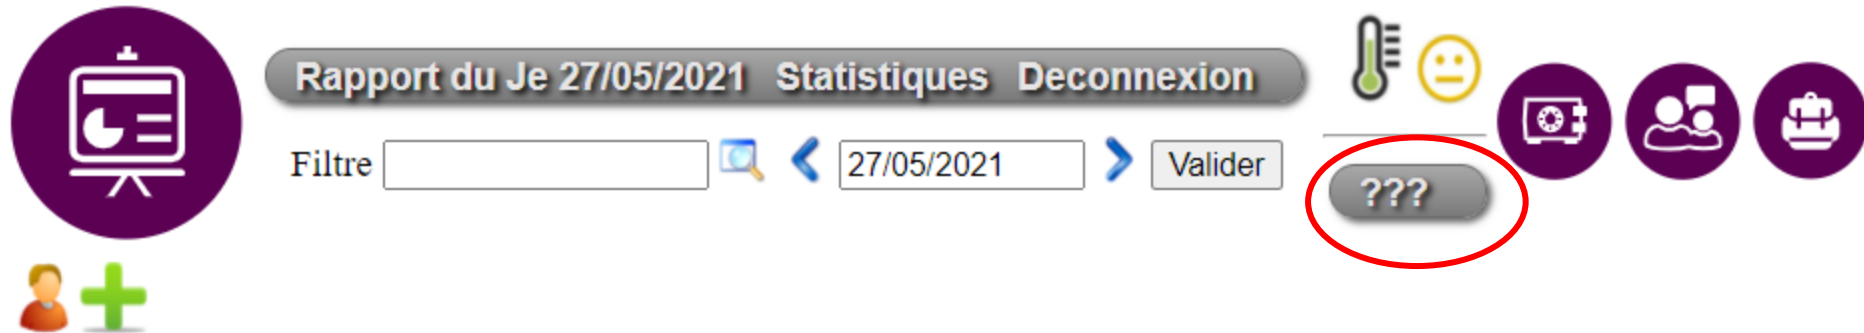 Rapport du Je 27/05/2021 Statistiques Deconnexion
Filtre 27/05/2021 Valider
???